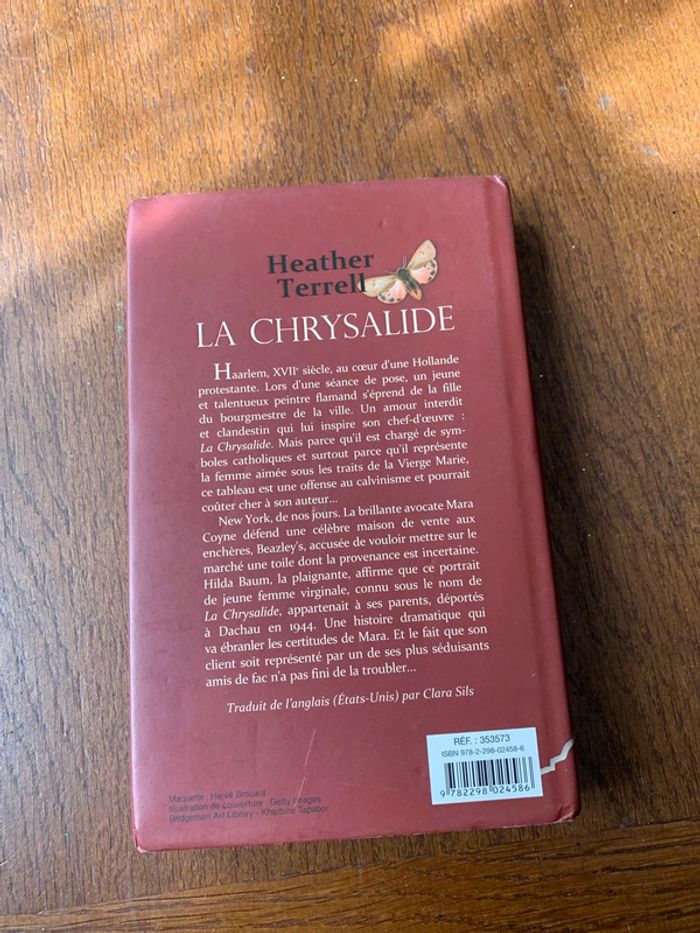 Heather
Terrell
LA CHRYSALIDE
Haarlem, XVIIe siècle, au cœur d'une Hollande
protestante. Lors d'une séance de pose, un jeune
et talentueux peintre flamand s'éprend de la fille
du bourgmestre de la ville. Un amour interdit
et clandestin qui lui inspire son chef-d'œuvre :
La Chrysalide. Mais parce qu'il est chargé de sym-
boles catholiques et surtout parce qu'il représente
la femme aimée sous les traits de la Vierge Marie,
ce tableau est une offense au calvinisme et pourrait
coûter cher à son auteur...
New York, de nos jours. La brillante avocate Mara
Coyne défend une célèbre maison de vente aux
enchères, Beazley's, accusée de vouloir mettre sur le
marché une toile dont la provenance est incertaine.
Hilda Baum, la plaignante, affirme que ce portrait
de jeune femme virginale, connu sous le nom de
La Chrysalide, appartenait à ses parents, déportés
à Dachau en 1944. Une histoire dramatique qui
va ébranler les certitudes de Mara. Et le fait que son
client soit représenté par un de ses plus séduisants
amis de fac n'a pas fini de la troubler...
Traduit de l'anglais (États-Unis) par Clara Sils
RÉF. : 353573
ISBN 978-2-298-02458-6
9 782298 024586
Maquette : Hervé Brouard
Illustration de couverture : Getty Images
Bridgeman Art Library - Kharbine Tapabor